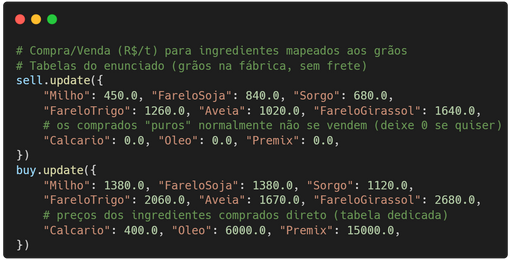 # Compra/Venda (R$/t) para ingredientes mapeados aos grãos
# Tabelas do enunciado (grãos na fábrica, sem frete)
sell.update({
    "Milho": 450.0, "FareloSoja": 840.0, "Sorgo": 680.0,
    "FareloTrigo": 1260.0, "Aveia": 1020.0, "FareloGirassol": 1640.0,
    # os comprados "puros" normalmente não se vendem (deixe 0 se quiser)
    "Calcario": 0.0, "Oleo": 0.0, "Premix": 0.0,
})
buy.update({
    "Milho": 1380.0, "FareloSoja": 1380.0, "Sorgo": 1120.0,
    "FareloTrigo": 2060.0, "Aveia": 1670.0, "FareloGirassol": 2680.0,
    # preços dos ingredientes comprados direto (tabela dedicada)
    "Calcario": 400.0, "Oleo": 6000.0, "Premix": 15000.0,
})